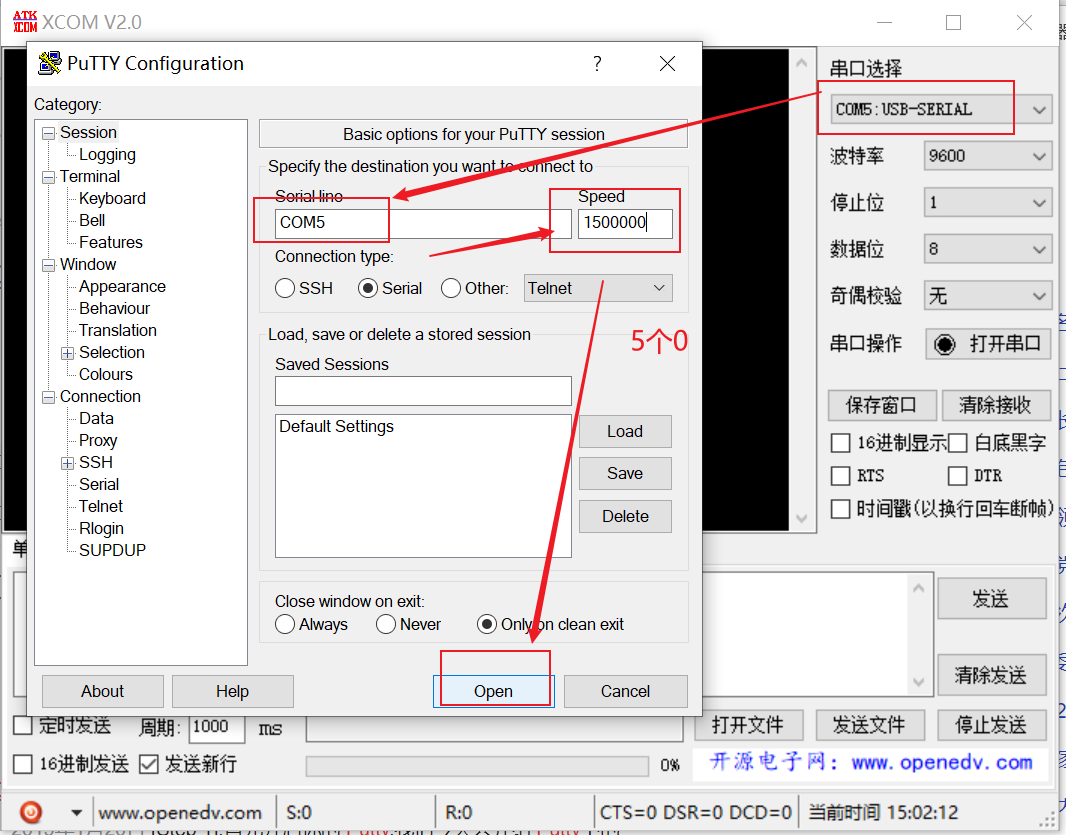 ATK XCOM XCOM V2.0
PuTTY Configuration ?
Category:
Session
Logging
Terminal
Keyboard
Bell
Features
Window
Appearance
Behaviour
Translation
Selection
Colours
Connection
Data
Proxy
SSH
Serial
Telnet
Rlogin
SUPDUP
Basic options for your PuTTY session
Specify the destination you want to connect to
Serial line Speed
COM5 1500000
Connection type:
SSH Serial Other: Telnet
5个0
Load, save or delete a stored session
Saved Sessions
Default Settings
Load
Save
Delete
Close window on exit:
Always Never Only on clean exit
About Help Open Cancel
串口选择
COM5:USB-SERIAL
波特率 9600
停止位 1
数据位 8
奇偶校验 无
串口操作 打开串口
保存窗口 清除接收
16进制显示 白底黑字
RTS DTR
时间戳(以换行回车断帧)
单
发送
清除发送
定时发送 周期: 1000 ms 打开文件 发送文件 停止发送
16进制发送 发送新行 0% 开源电子网：www.openedv.com
www.openedv.com S:0 R:0 CTS=0 DSR=0 DCD=0 当前时间 15:02:12